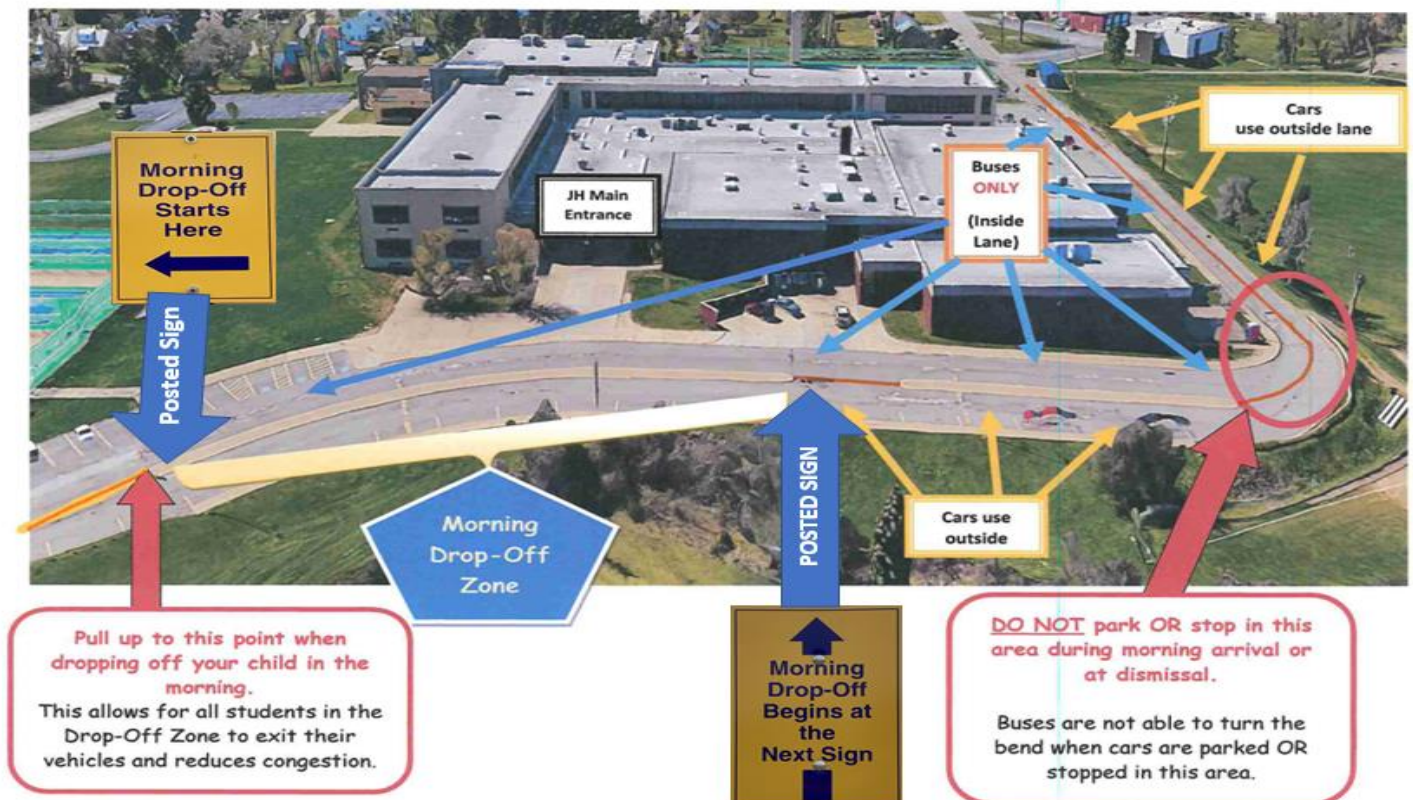 Morning
Drop-Off
Starts
Here
Posted Sign
JH Main
Entrance
Buses
ONLY
(Inside
Lane)
Cars
use outside lane
Morning
Drop-Off
Zone
POSTED SIGN
Cars use
outside
Pull up to this point when
dropping off your child in the
morning.
This allows for all students in the
Drop-Off Zone to exit their
vehicles and reduces congestion.
Morning
Drop-Off
Begins at
the
Next Sign
DO NOT park OR stop in this
area during morning arrival or
at dismissal.
Buses are not able to turn the
bend when cars are parked OR
stopped in this area.